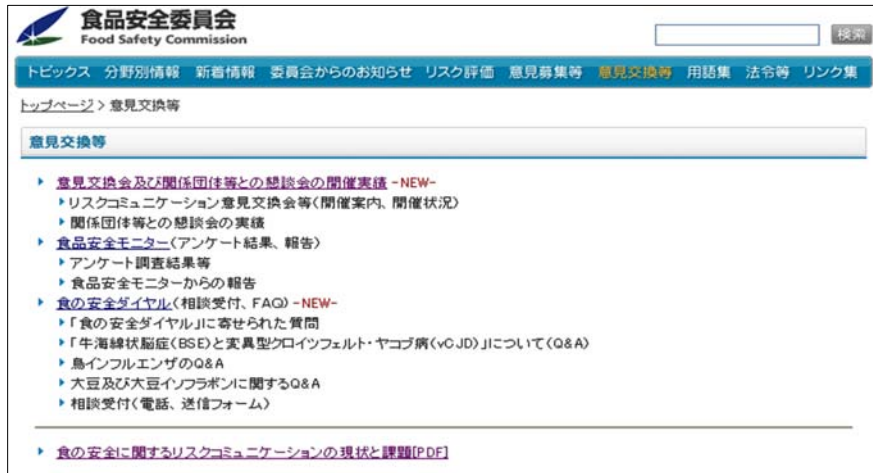 食品安全委員会
Food Safety Commission
検索
トピックス 分野別情報 新着情報 委員会からのお知らせ リスク評価 意見募集等 意見交換等 用語集 法令等 リンク集
トップページ > 意見交換等
意見交換等
意見交換会及び関係団体等との懇談会の開催実績 -NEW-
リスクコミュニケーション意見交換会等(開催案内、開催状況)
関係団体等との懇談会の実績
食品安全モニター(アンケート結果、報告)
アンケート調査結果等
食品安全モニターからの報告
食の安全ダイヤル(相談受付、FAQ) -NEW-
「食の安全ダイヤル」に寄せられた質問
「牛海綿状脳症(BSE)と変異型クロイツフェルト・ヤコブ病(vCJD)」について(Q&A)
鳥インフルエンザのQ&A
大豆及び大豆イソフラボンに関するQ&A
相談受付(電話、送信フォーム)
食の安全に関するリスクコミュニケーションの現状と課題[PDF]